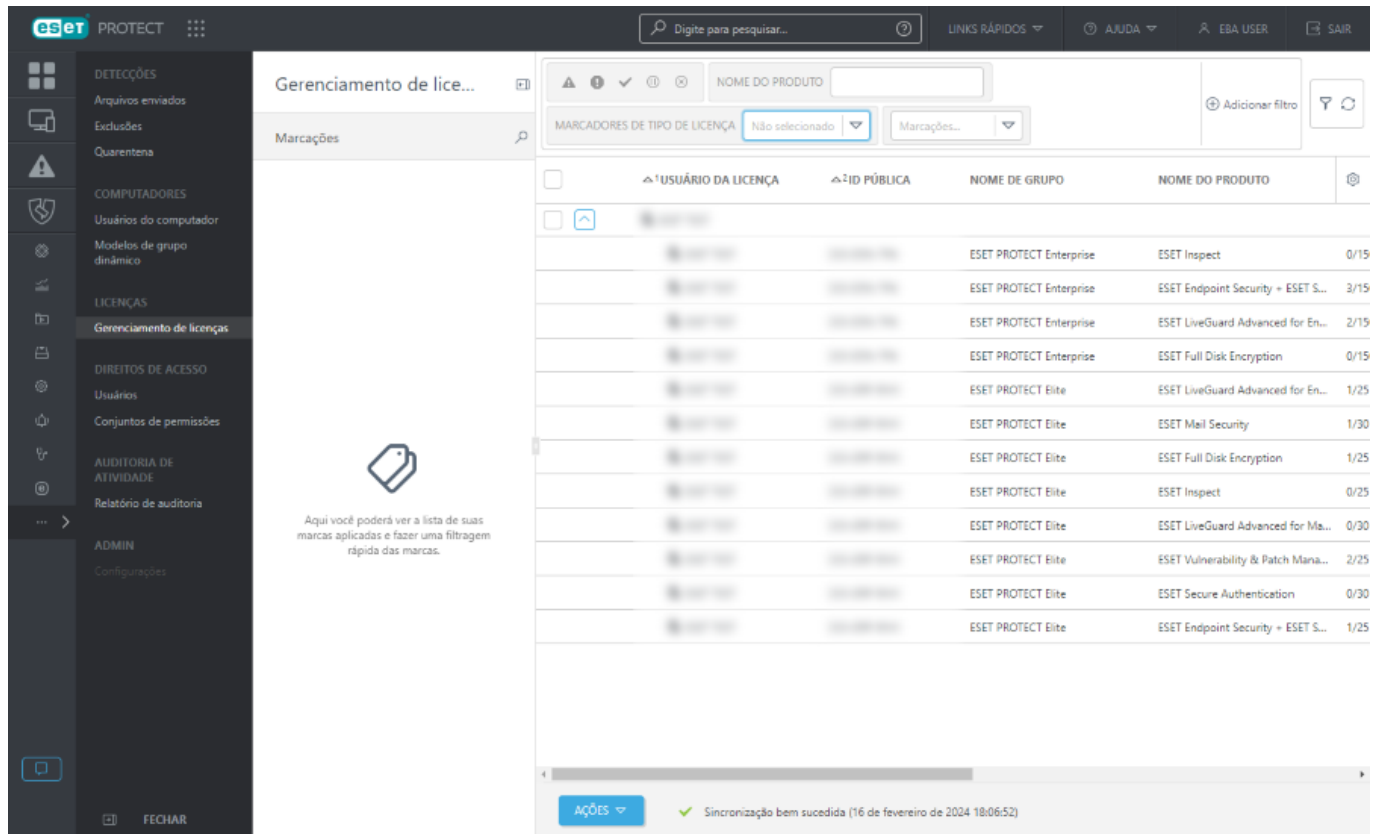 eset PROTECT
Digite para pesquisar...
LINKS RÁPIDOS
AJUDA
EBA USER
SAIR
DETECÇÕES
Arquivos enviados
Exclusões
Quarentena
COMPUTADORES
Usuários do computador
Modelos de grupo
dinâmico
LICENÇAS
Gerenciamento de licenças
DIREITOS DE ACESSO
Usuários
Conjuntos de permissões
AUDITORIA DE
ATIVIDADE
Relatório de auditoria
ADMIN
Configurações
FECHAR
Gerenciamento de lice...
Marcações
Aqui você poderá ver a lista de suas
marcas aplicadas e fazer uma filtragem
rápida das marcas.
NOME DO PRODUTO
Adicionar filtro
MARCADORES DE TIPO DE LICENÇA Não selecionado Marcações...
1 USUÁRIO DA LICENÇA 2 ID PÚBLICA NOME DE GRUPO NOME DO PRODUTO
ESET PROTECT Enterprise ESET Inspect 0/15
ESET PROTECT Enterprise ESET Endpoint Security + ESET S... 3/15
ESET PROTECT Enterprise ESET LiveGuard Advanced for En... 2/15
ESET PROTECT Enterprise ESET Full Disk Encryption 0/15
ESET PROTECT Elite ESET LiveGuard Advanced for En... 1/25
ESET PROTECT Elite ESET Mail Security 1/30
ESET PROTECT Elite ESET Full Disk Encryption 1/25
ESET PROTECT Elite ESET Inspect 0/25
ESET PROTECT Elite ESET LiveGuard Advanced for Ma... 0/30
ESET PROTECT Elite ESET Vulnerability & Patch Mana... 2/25
ESET PROTECT Elite ESET Secure Authentication 0/30
ESET PROTECT Elite ESET Endpoint Security + ESET S... 1/25
AÇÕES
Sincronização bem sucedida (16 de fevereiro de 2024 18:06:52)